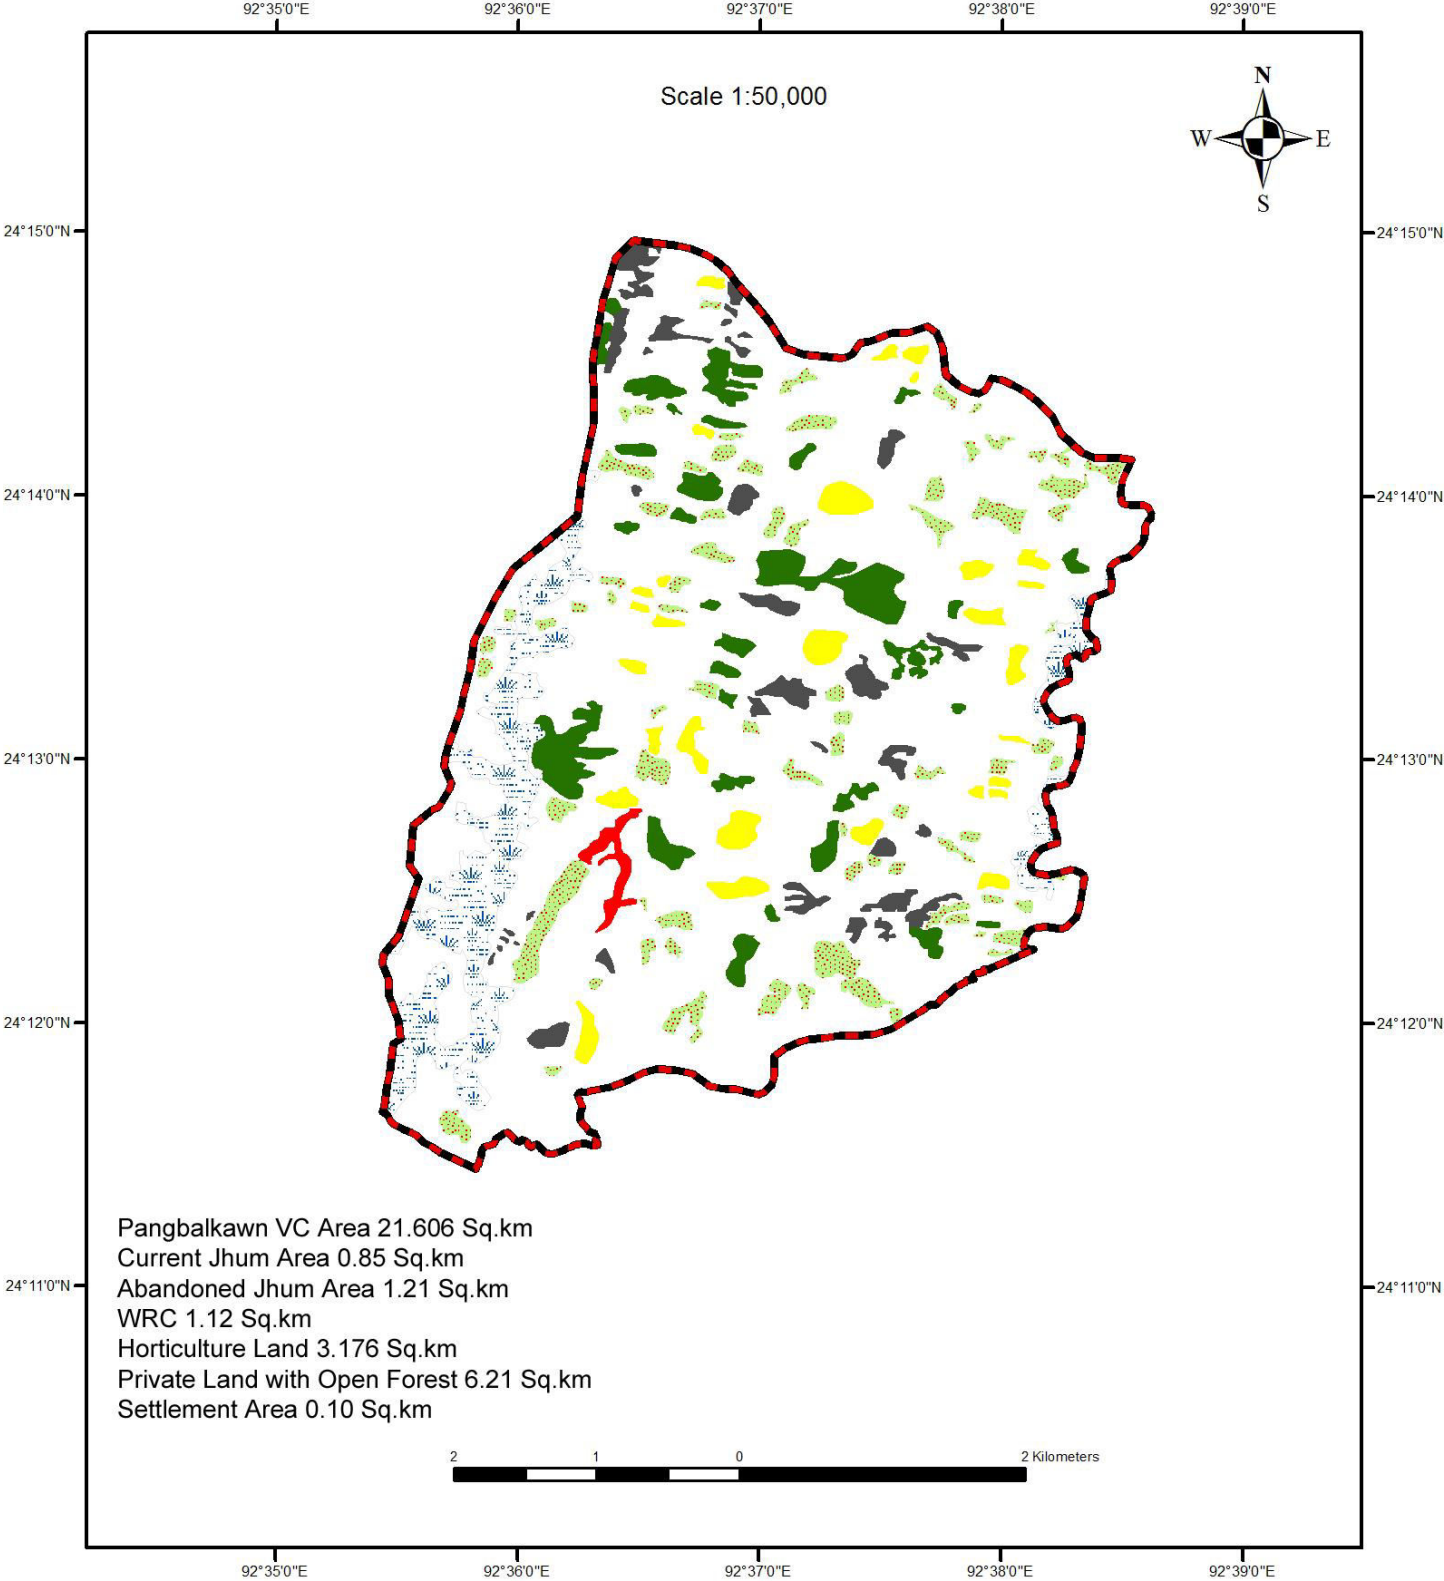 92°35'0"E 92°36'0"E 92°37'0"E 92°38'0"E 92°39'0"E
Scale 1:50,000
N
W E
S
24°15'0"N 24°15'0"N
24°14'0"N 24°14'0"N
24°13'0"N 24°13'0"N
24°12'0"N 24°12'0"N
Pangbalkawn VC Area 21.606 Sq.km
Current Jhum Area 0.85 Sq.km
24°11'0"N 24°11'0"N
Abandoned Jhum Area 1.21 Sq.km
WRC 1.12 Sq.km
Horticulture Land 3.176 Sq.km
Private Land with Open Forest 6.21 Sq.km
Settlement Area 0.10 Sq.km
2 1 0 2 Kilometers
92°35'0"E 92°36'0"E 92°37'0"E 92°38'0"E 92°39'0"E